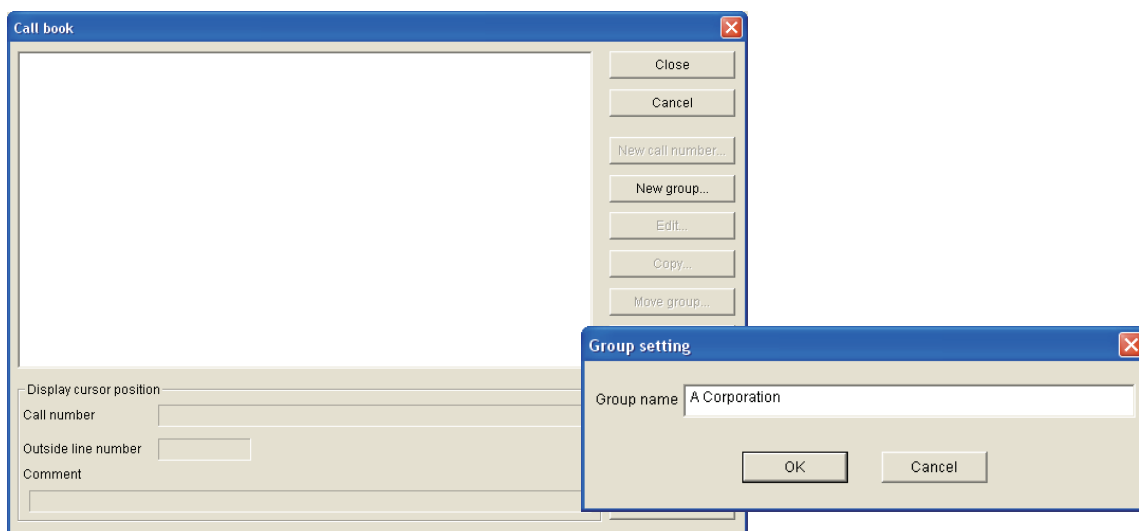 Call book
Close
Cancel
New call number...
New group...
Edit...
Copy...
Move group...
Display cursor position
Call number
Outside line number
Comment
Group setting
Group name A Corporation
OK Cancel